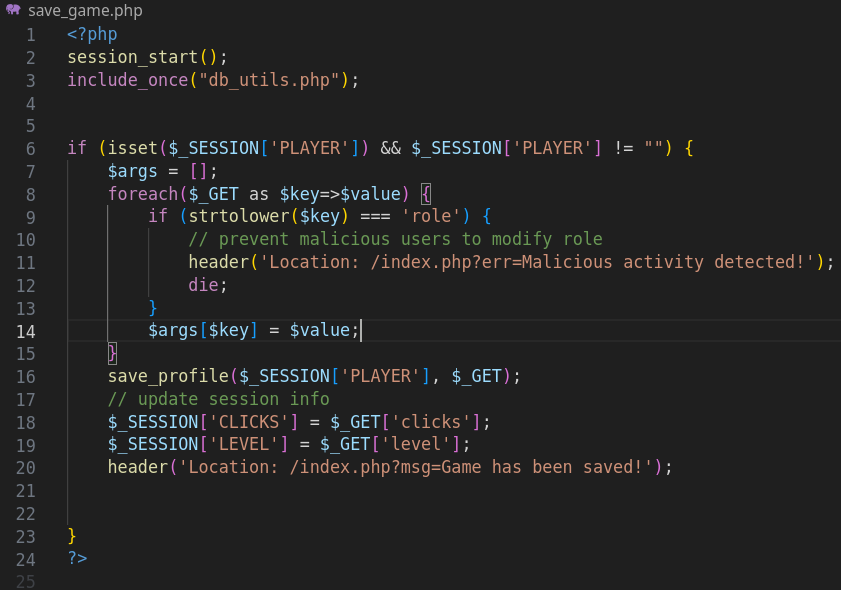 save_game.php
1 <?php
2 session_start();
3 include_once("db_utils.php");
4
5
6 if (isset($_SESSION['PLAYER']) && $_SESSION['PLAYER'] != "") {
7     $args = [];
8     foreach($_GET as $key=>$value) {
9         if (strtolower($key) === 'role') {
10             // prevent malicious users to modify role
11             header('Location: /index.php?err=Malicious activity detected!');
12             die;
13         }
14         $args[$key] = $value;
15     }
16     save_profile($_SESSION['PLAYER'], $_GET);
17     // update session info
18     $_SESSION['CLICKS'] = $_GET['clicks'];
19     $_SESSION['LEVEL'] = $_GET['level'];
20     header('Location: /index.php?msg=Game has been saved!');
21
22
23 }
24 ?>
25